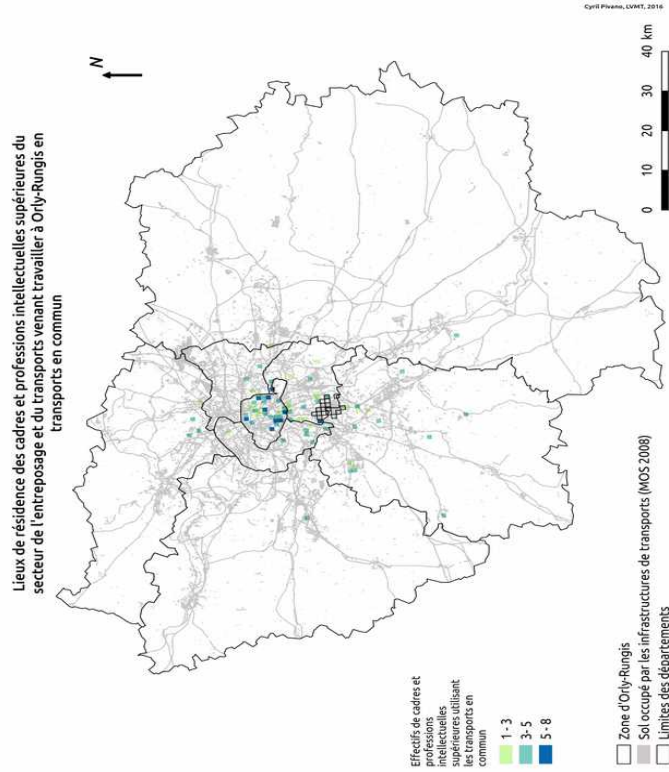 Lieux de résidence des cadres et professions intellectuelles supérieures du
secteur de l'entreposage et du transports venant travailler à Orly-Rungis en
transports en commun
N
Effectifs de cadres et
professions
intellectuelles
supérieures utilisant
les transports en
commun
1 - 3
3 - 5
5 - 8
Zone d'Orly-Rungis
Sol occupé par les infrastructures de transports (MOS 2008)
Limites des départements
0 10 20 30 40 km
Cyril Pivano, LVMT, 2016